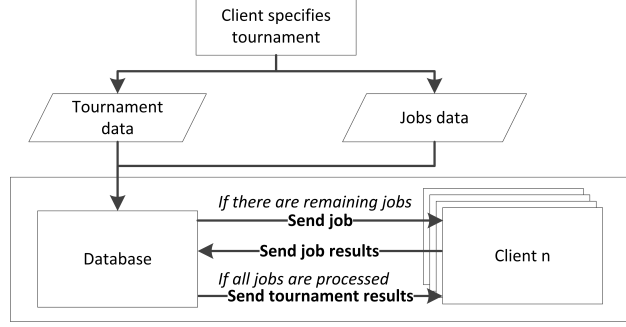 Client specifies
tournament
Tournament
data
Jobs data
If there are remaining jobs
Send job
Database
Send job results
Client n
If all jobs are processed
Send tournament results